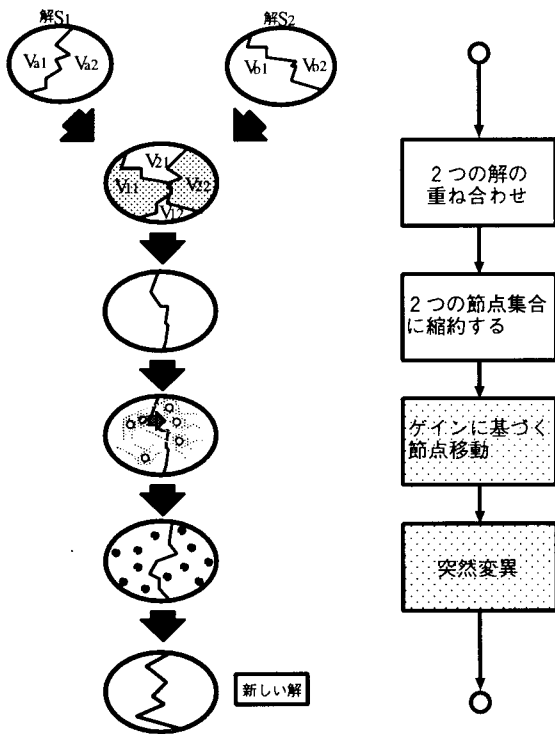 解S1
解S2
Va1
Va2
Vb1
Vb2
V21
V11
V22
V12
2つの解の
重ね合わせ
2つの節点集合
に縮約する
ゲインに基づく
節点移動
突然変異
新しい解